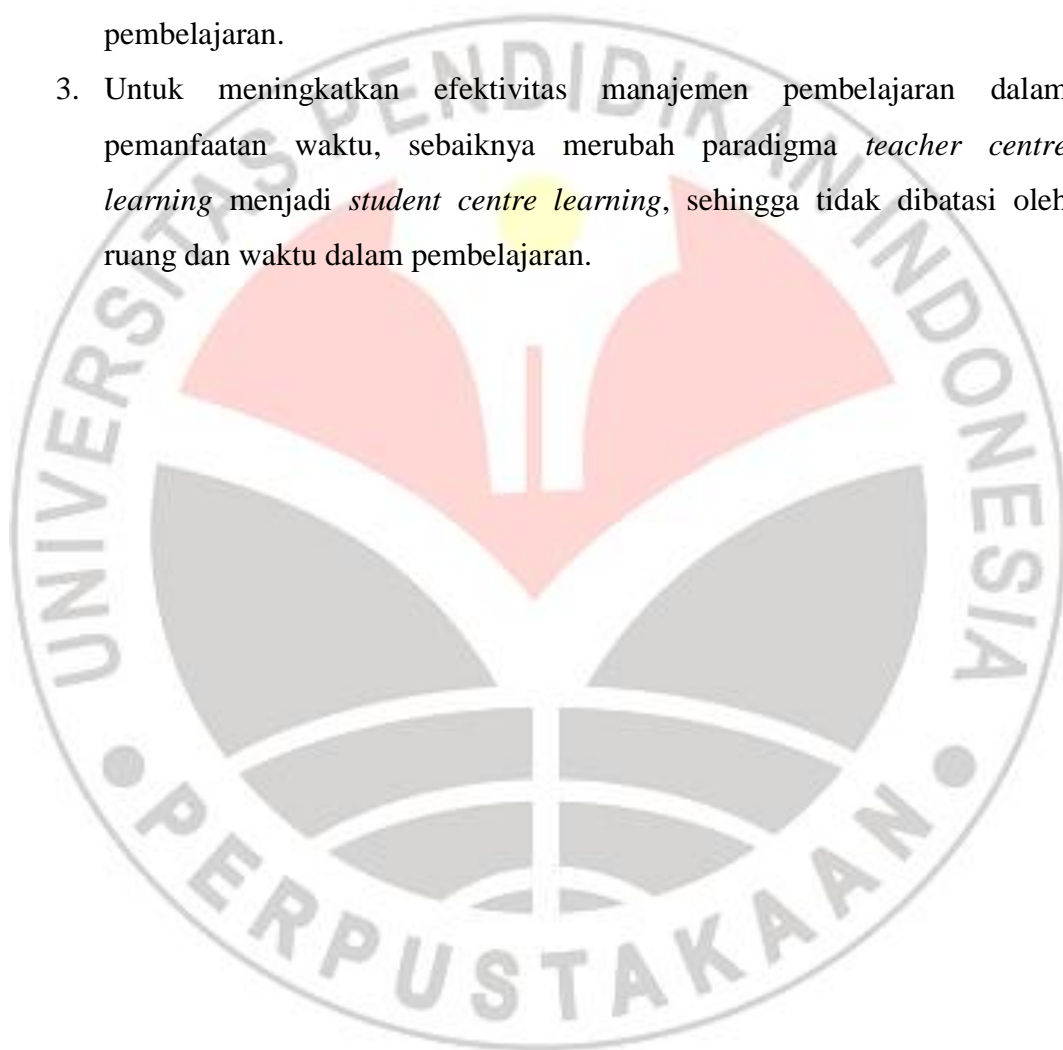 pembelajaran.
3. Untuk meningkatkan efektivitas manajemen pembelajaran dalam
pemanfaatan waktu, sebaiknya merubah paradigma teacher centre
learning menjadi student centre learning, sehingga tidak dibatasi oleh
ruang dan waktu dalam pembelajaran.
UNIVERSITAS PENDIDIKAN INDONESIA
PERPUSTAKAAN